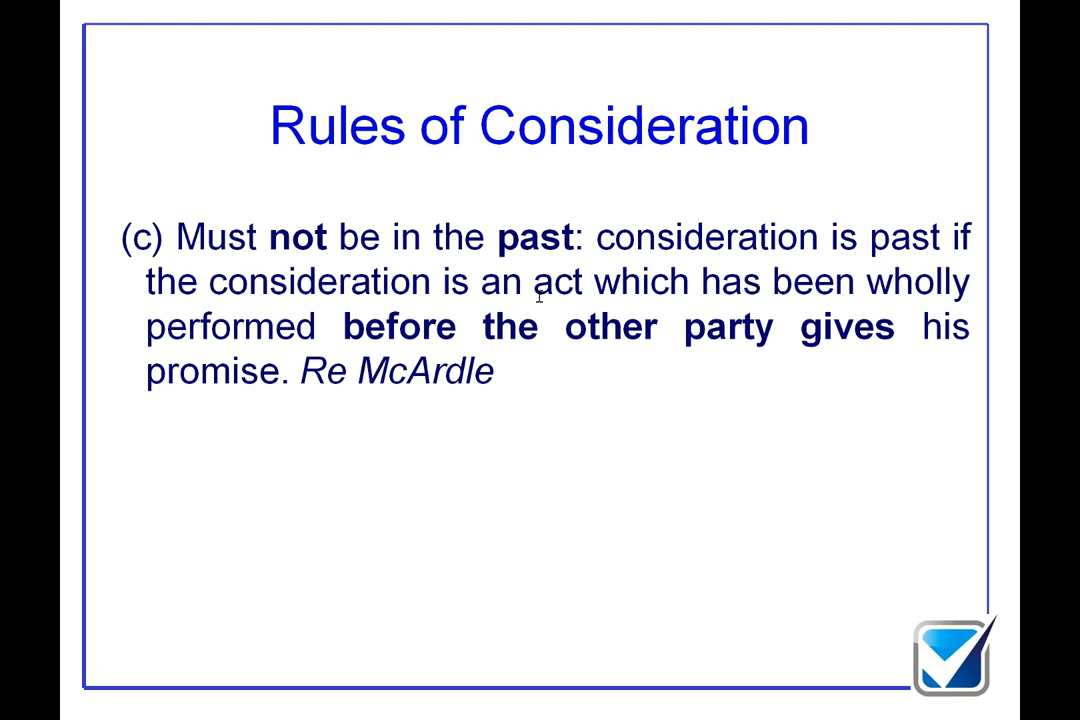 Rules of Consideration
(c) Must not be in the past: consideration is past if
the consideration is an act which has been wholly
performed before the other party gives his
promise. Re McArdle